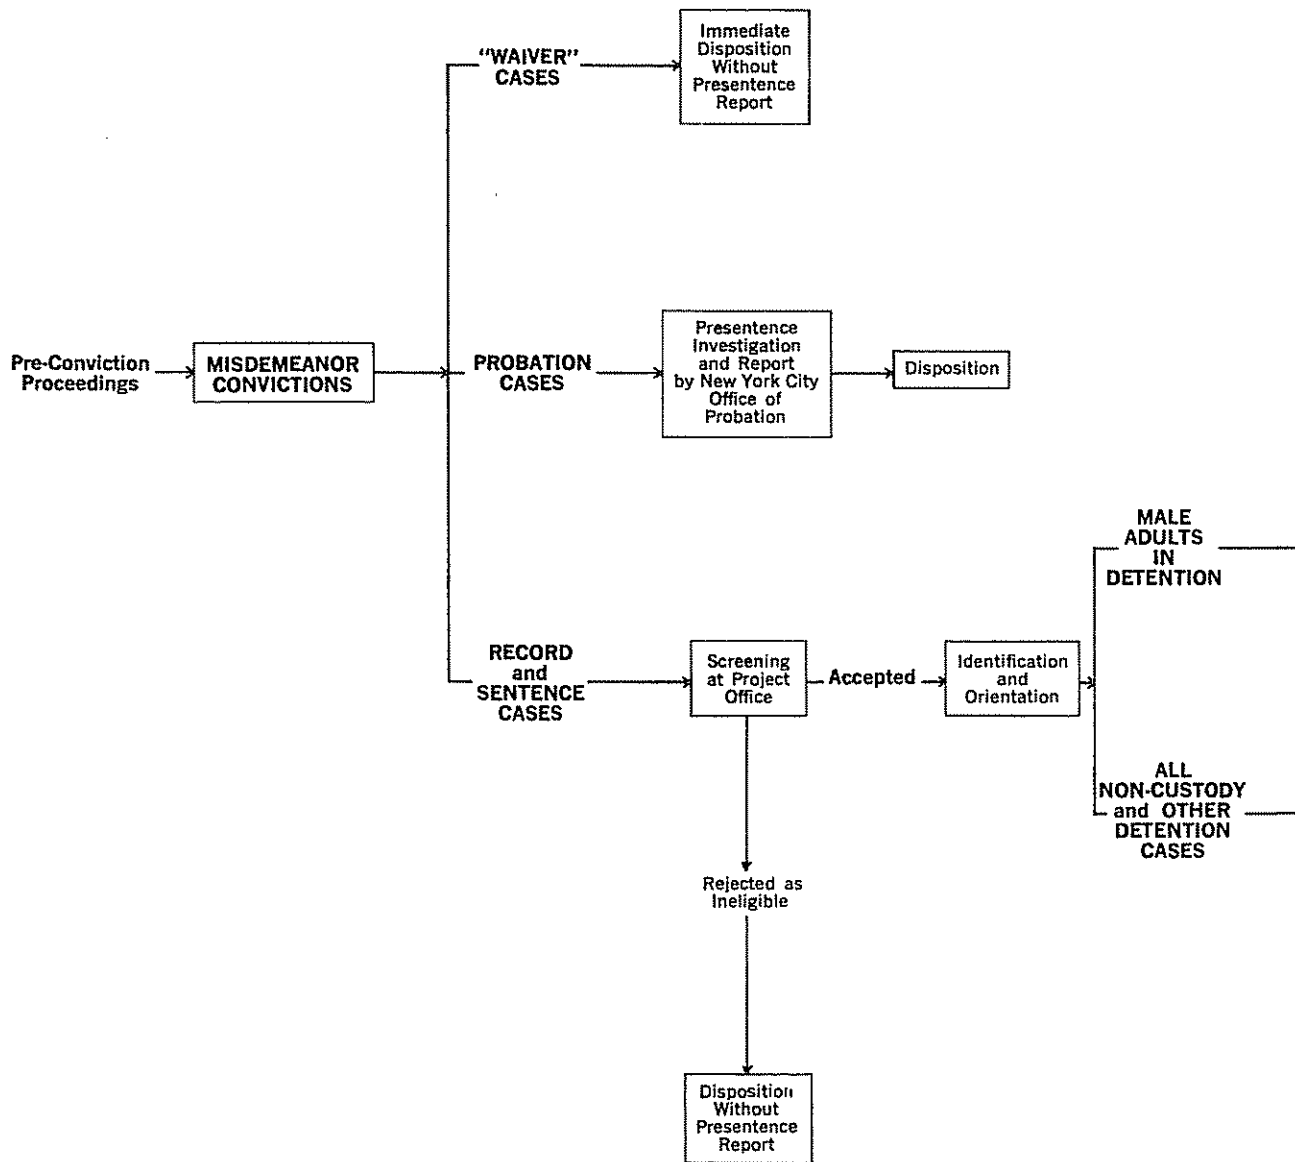 "WAIVER"
CASES
Immediate
Disposition
Without
Presentence
Report
Pre-Conviction
Proceedings
MISDEMEANOR
CONVICTIONS
PROBATION
CASES
Presentence
Investigation
and Report
by New York City
Office of
Probation
Disposition
MALE
ADULTS
IN
DETENTION
RECORD
and
SENTENCE
CASES
Screening
at Project
Office
Accepted
Identification
and
Orientation
ALL
NON-CUSTODY
and OTHER
DETENTION
CASES
Rejected as
Ineligible
Disposition
Without
Presentence
Report